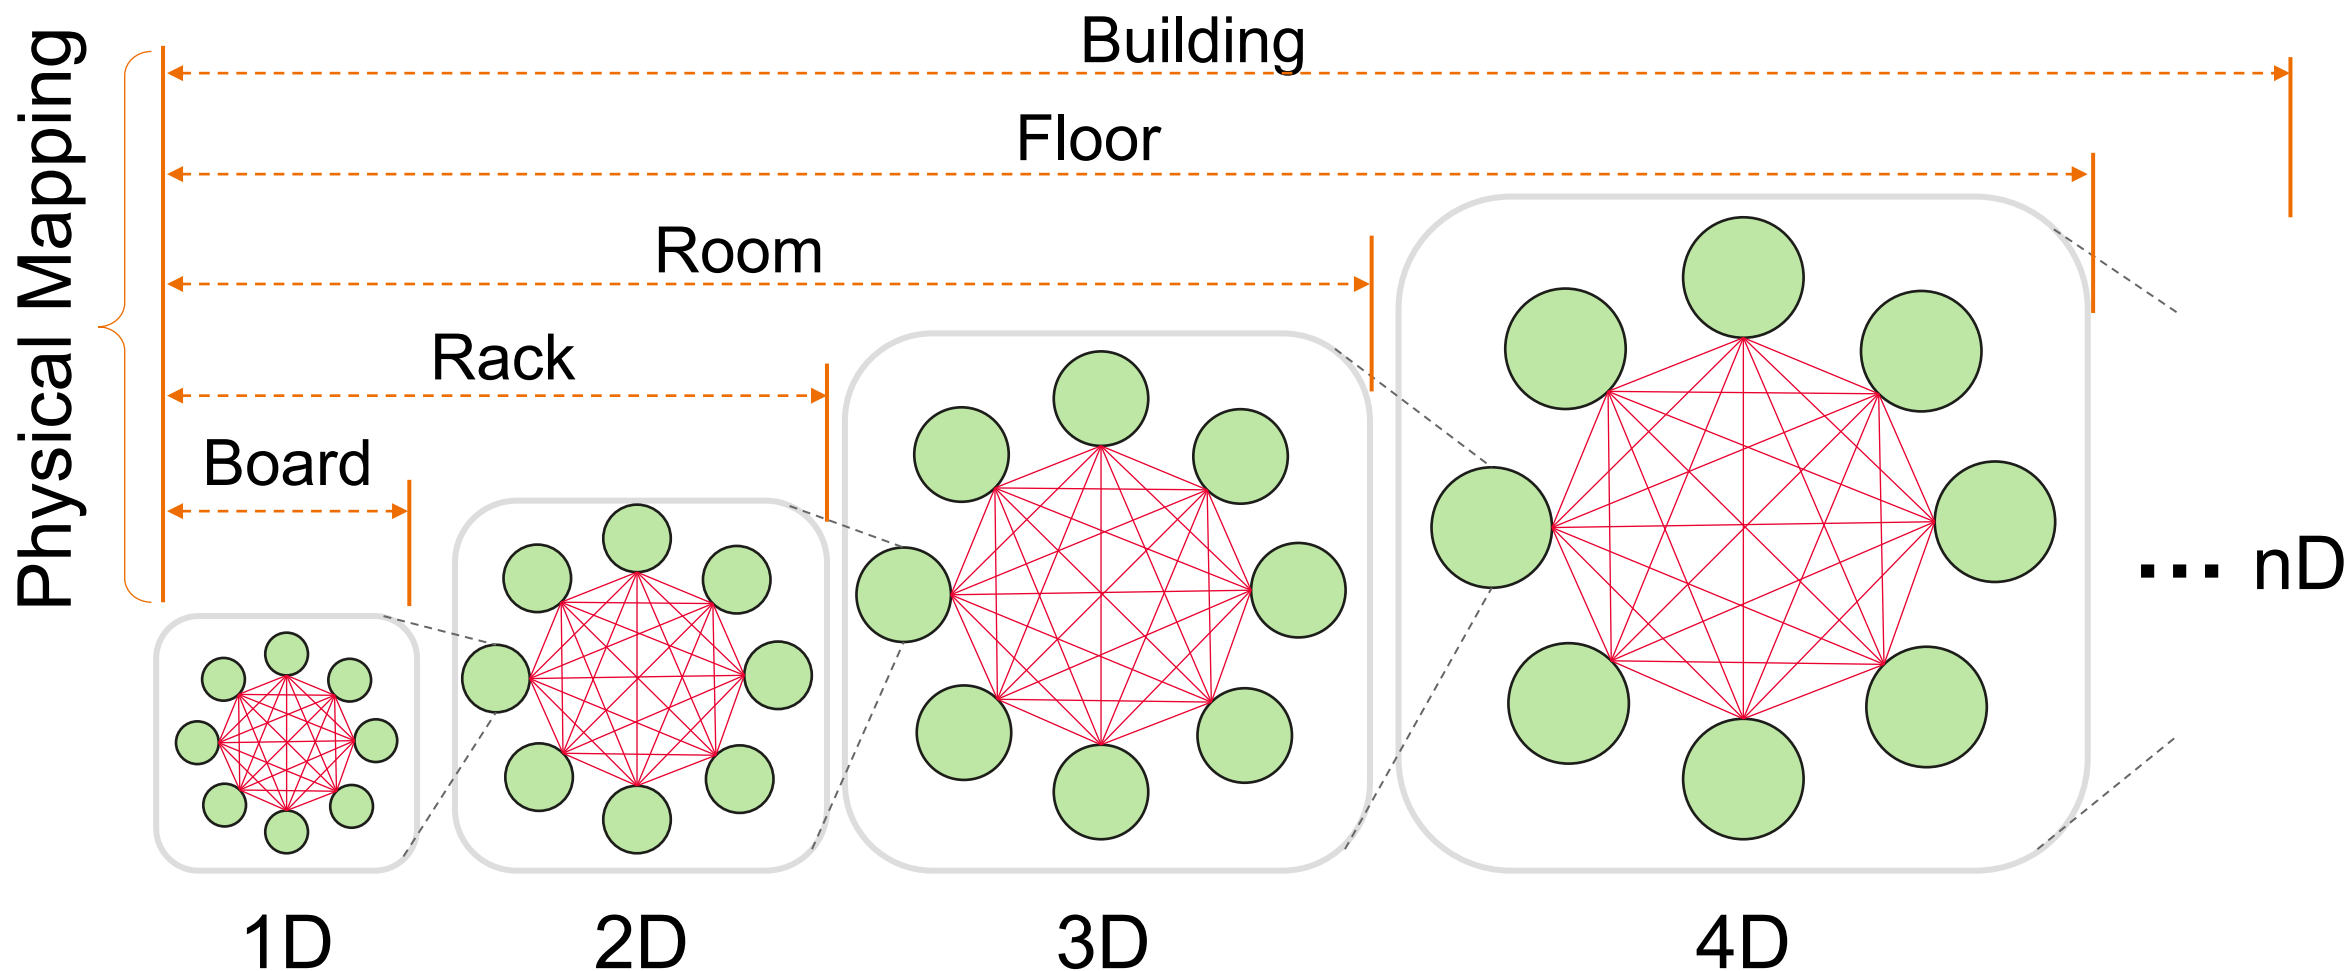 Physical Mapping
Building
Floor
Room
Rack
Board
... nD
1D
2D
3D
4D